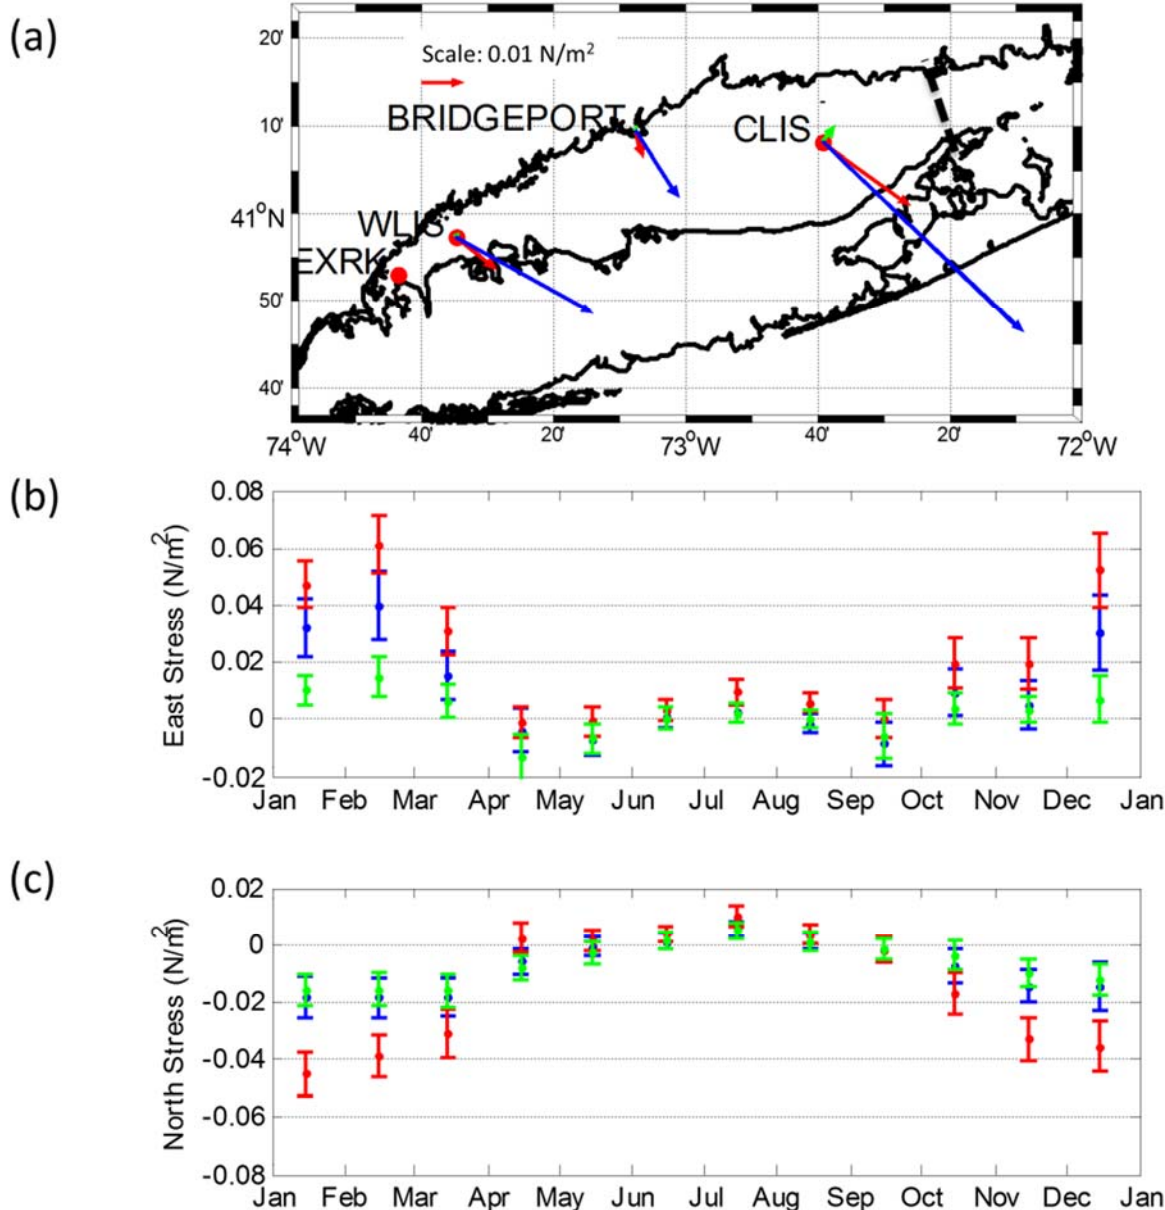 (a)
20'
Scale: 0.01 N/m²
BRIDGEPORT
10'
CLIS
41°N
WLIS
EXRK
50'
40'
74°W 40' 20' 73°W 40' 20' 72°W
(b)
0.08
0.06
0.04
0.02
0
-0.02
East Stress (N/m²)
Jan Feb Mar Apr May Jun Jul Aug Sep Oct Nov Dec Jan
(c)
0.02
0
-0.02
-0.04
-0.06
-0.08
North Stress (N/m²)
Jan Feb Mar Apr May Jun Jul Aug Sep Oct Nov Dec Jan